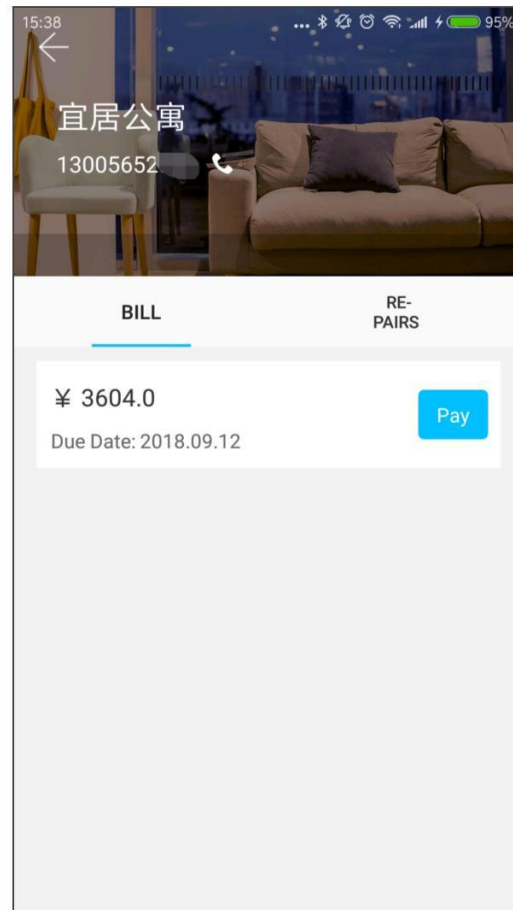 15:38
95%
宜居公寓
13005652
BILL
RE-
PAIRS
¥ 3604.0
Pay
Due Date: 2018.09.12